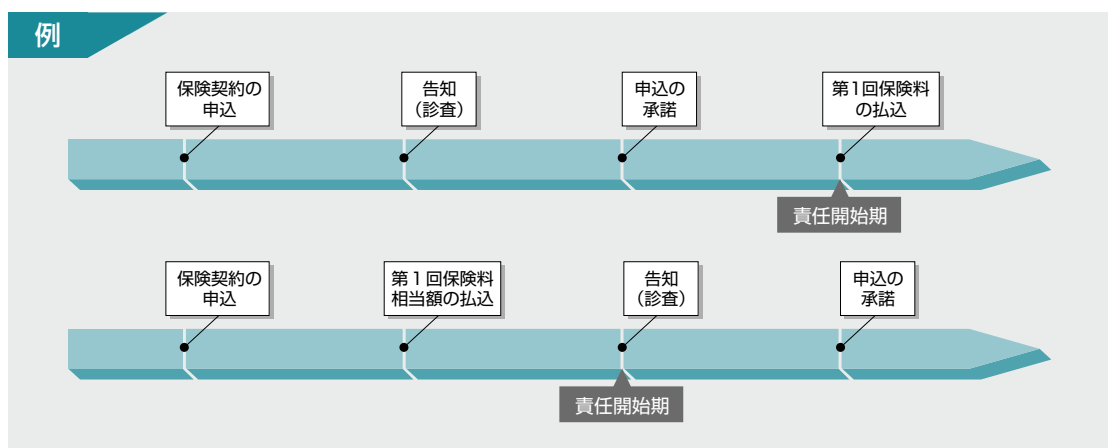 例
保険契約の
申込
告知
（診査）
申込の
承諾
第1回保険料
の払込
責任開始期
保険契約の
申込
第1回保険料
相当額の払込
告知
（診査）
申込の
承諾
責任開始期